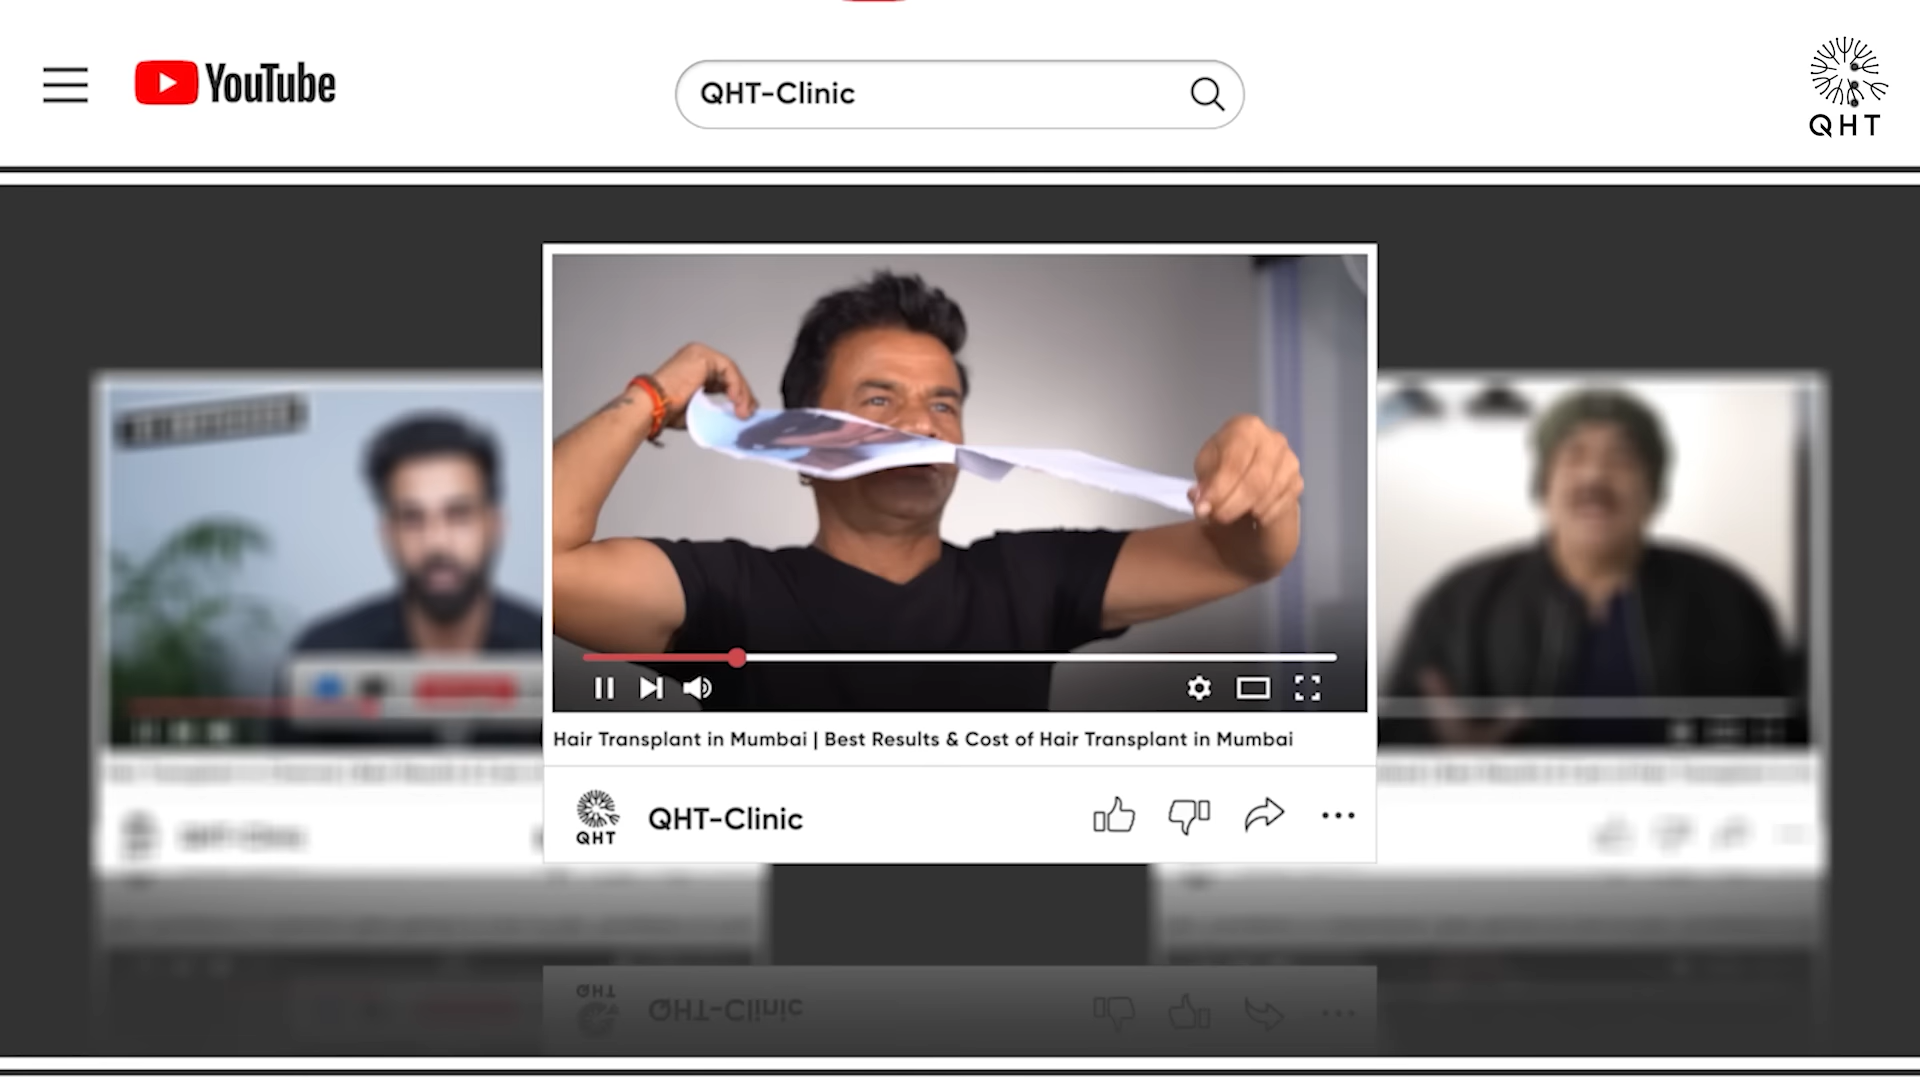 YouTube
QHT-Clinic
QHT
Hair Transplant in Mumbai | Best Results & Cost of Hair Transplant in Mumbai
QHT
QHT-Clinic